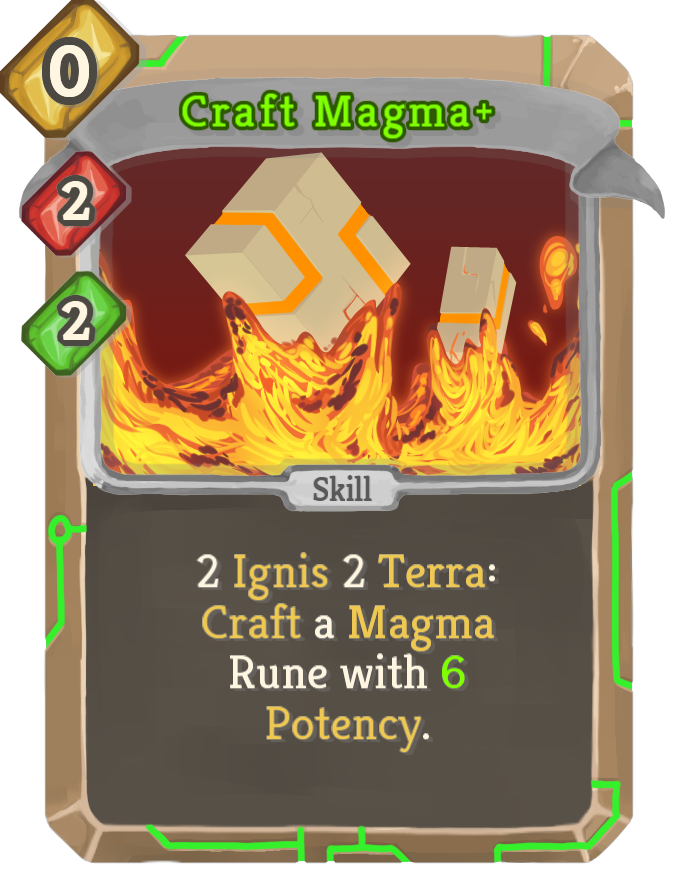 0
Craft Magma+
2
2
Skill
2 Ignis 2 Terra:
Craft a Magma
Rune with 6
Potency.